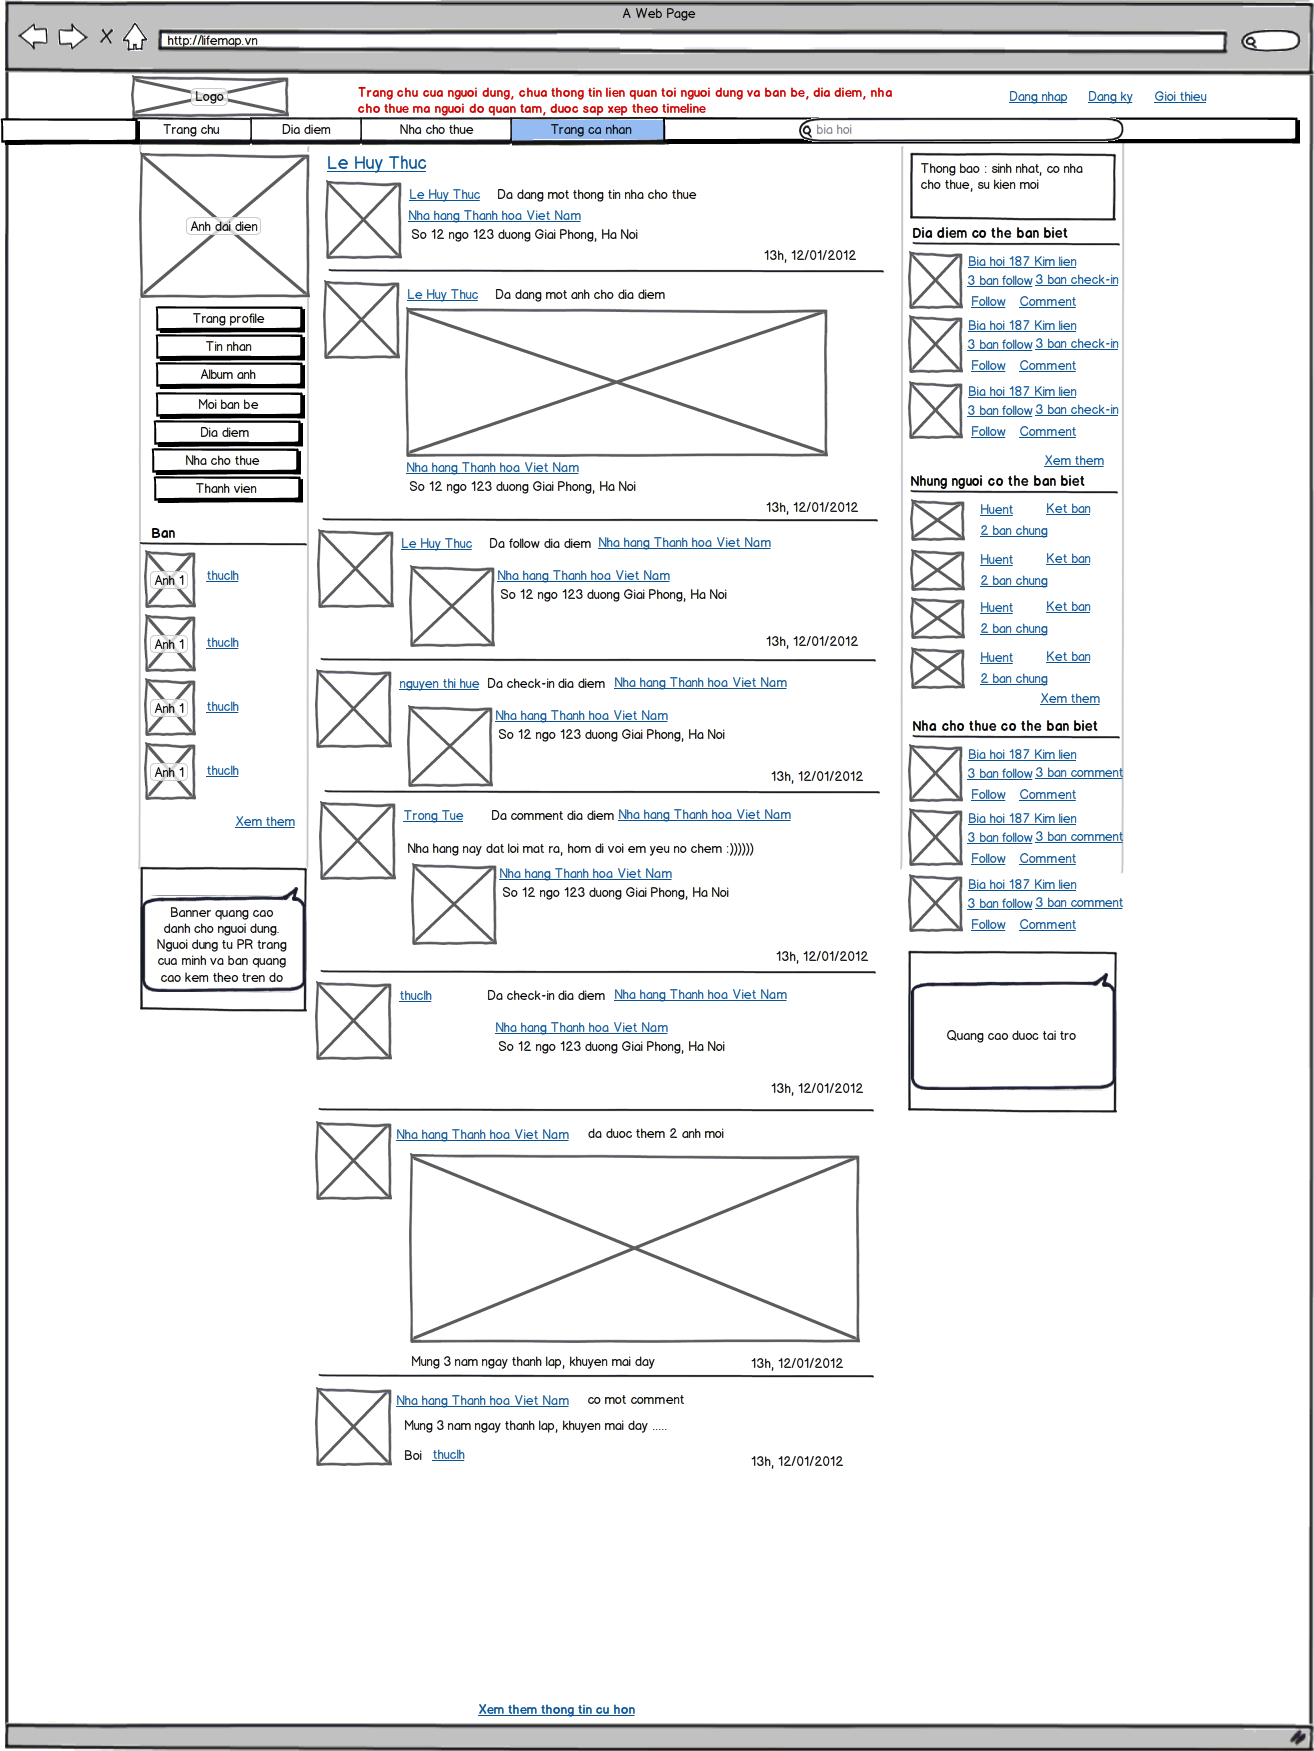 A Web Page
http://lifemap.vn
Logo
Trang chu cua nguoi dung, chua thong tin lien quan toi nguoi dung va ban be, dia diem, nha
cho thue ma nguoi do quan tam, duoc sap xep theo timeline
Dang nhap Dang ky Gioi thieu
Trang chu Dia diem Nha cho thue Trang ca nhan bia hoi
Anh dai dien
Trang profile
Tin nhan
Album anh
Moi ban be
Dia diem
Nha cho thue
Thanh vien
Ban
Anh 1 thuclh
Anh 1 thuclh
Anh 1 thuclh
Anh 1 thuclh
Xem them
Banner quang cao
danh cho nguoi dung.
Nguoi dung tu PR trang
cua minh va ban quang
cao kem theo tren do
Le Huy Thuc
Le Huy Thuc Da dang mot thong tin nha cho thue
Nha hang Thanh hoa Viet Nam
So 12 ngo 123 duong Giai Phong, Ha Noi
13h, 12/01/2012
Le Huy Thuc Da dang mot anh cho dia diem
Nha hang Thanh hoa Viet Nam
So 12 ngo 123 duong Giai Phong, Ha Noi
13h, 12/01/2012
Le Huy Thuc Da follow dia diem Nha hang Thanh hoa Viet Nam
Nha hang Thanh hoa Viet Nam
So 12 ngo 123 duong Giai Phong, Ha Noi
13h, 12/01/2012
nguyen thi hue Da check-in dia diem Nha hang Thanh hoa Viet Nam
Nha hang Thanh hoa Viet Nam
So 12 ngo 123 duong Giai Phong, Ha Noi
13h, 12/01/2012
Trong Tue Da comment dia diem Nha hang Thanh hoa Viet Nam
Nha hang nay dat loi mat ra, hom di voi em yeu no chem :))))))
Nha hang Thanh hoa Viet Nam
So 12 ngo 123 duong Giai Phong, Ha Noi
13h, 12/01/2012
thuclh Da check-in dia diem Nha hang Thanh hoa Viet Nam
Nha hang Thanh hoa Viet Nam
So 12 ngo 123 duong Giai Phong, Ha Noi
13h, 12/01/2012
Nha hang Thanh hoa Viet Nam da duoc them 2 anh moi
Mung 3 nam ngay thanh lap, khuyen mai day 13h, 12/01/2012
Nha hang Thanh hoa Viet Nam co mot comment
Mung 3 nam ngay thanh lap, khuyen mai day .....
Boi thuclh
13h, 12/01/2012
Xem them thong tin cu hon
Thong bao : sinh nhat, co nha
cho thue, su kien moi
Dia diem co the ban biet
Bia hoi 187 Kim lien
3 ban follow 3 ban check-in
Follow Comment
Bia hoi 187 Kim lien
3 ban follow 3 ban check-in
Follow Comment
Bia hoi 187 Kim lien
3 ban follow 3 ban check-in
Follow Comment
Xem them
Nhung nguoi co the ban biet
Huent Ket ban
2 ban chung
Huent Ket ban
2 ban chung
Huent Ket ban
2 ban chung
Huent Ket ban
2 ban chung
Xem them
Nha cho thue co the ban biet
Bia hoi 187 Kim lien
3 ban follow 3 ban comment
Follow Comment
Bia hoi 187 Kim lien
3 ban follow 3 ban comment
Follow Comment
Bia hoi 187 Kim lien
3 ban follow 3 ban comment
Follow Comment
Quang cao duoc tai tro